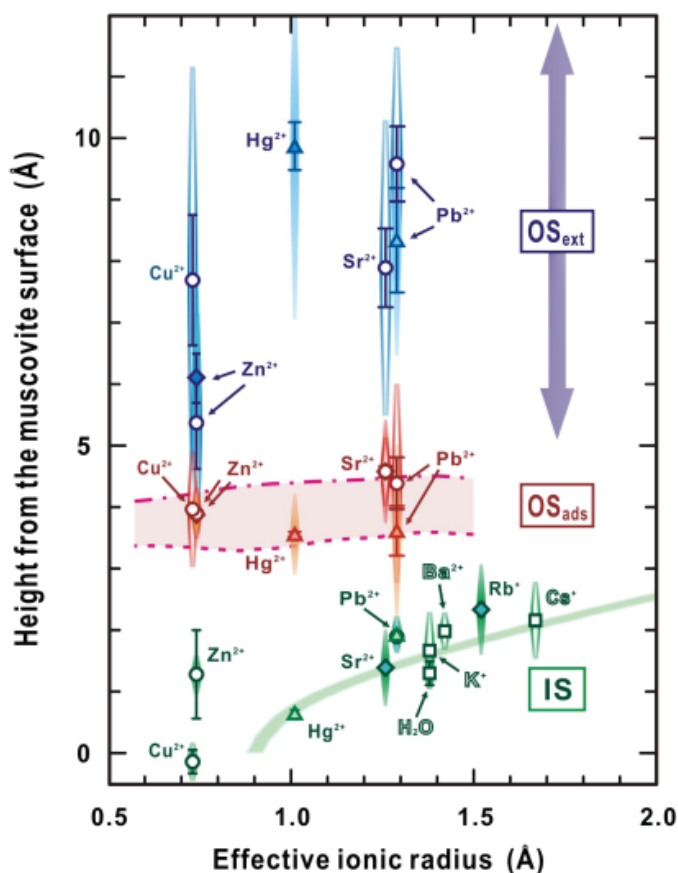 Height from the muscovite surface (Å)
10
5
0
Hg²⁺
Pb²⁺
Sr²⁺
Cu²⁺
Zn²⁺
OS_ext
Cu²⁺
Zn²⁺
Sr²⁺
Pb²⁺
Hg²⁺
OS_ads
Ba²⁺
Rb⁺
Cs⁺
Pb²⁺
Zn²⁺
Sr²⁺
K⁺
IS
H₂O
Hg²⁺
Cu²⁺
0.5 1.0 1.5 2.0
Effective ionic radius (Å)